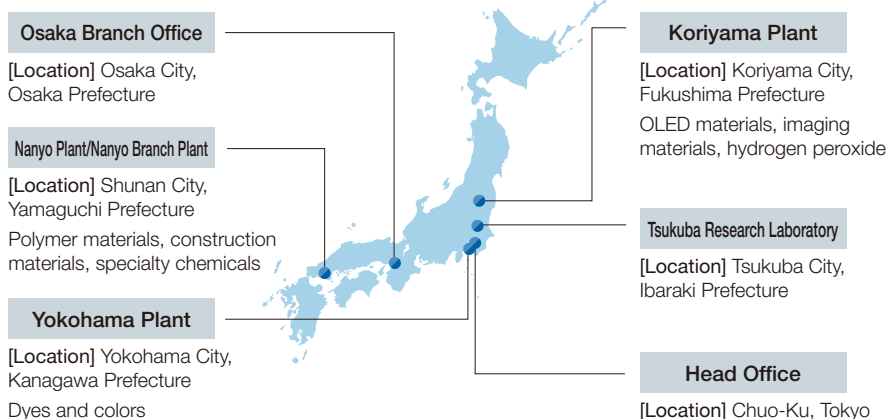 Osaka Branch Office
[Location] Osaka City,
Osaka Prefecture
Nanyo Plant/Nanyo Branch Plant
[Location] Shunan City,
Yamaguchi Prefecture
Polymer materials, construction
materials, specialty chemicals
Yokohama Plant
[Location] Yokohama City,
Kanagawa Prefecture
Dyes and colors
Koriyama Plant
[Location] Koriyama City,
Fukushima Prefecture
OLED materials, imaging
materials, hydrogen peroxide
Tsukuba Research Laboratory
[Location] Tsukuba City,
Ibaraki Prefecture
Head Office
[Location] Chuo-Ku, Tokyo